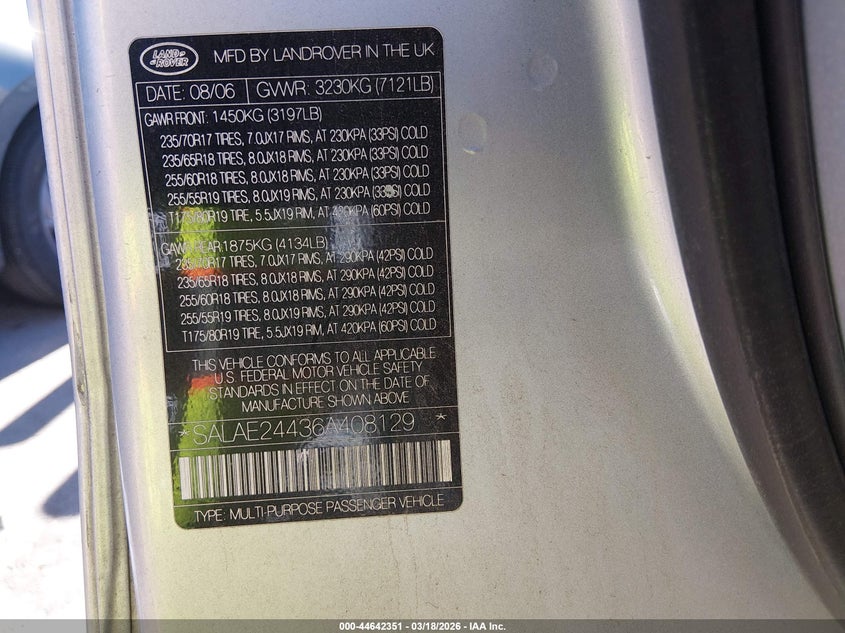 LAND ROVER
MFD BY LANDROVER IN THE UK
DATE: 08/06 GVWR: 3230KG (7121LB)
GAWR FRONT: 1450KG (3197LB)
235/70R17 TIRES, 7.0JX17 RIMS, AT 230KPA (33PSI) COLD
235/65R18 TIRES, 8.0JX18 RIMS, AT 230KPA (33PSI) COLD
255/60R18 TIRES, 8.0JX18 RIMS, AT 230KPA (33PSI) COLD
255/55R19 TIRES, 8.0JX19 RIMS, AT 230KPA (33PSI) COLD
T175/80R19 TIRE, 5.5JX19 RIM, AT 420KPA (60PSI) COLD
GAWR REAR: 1875KG (4134LB)
235/70R17 TIRES, 7.0JX17 RIMS, AT 290KPA (42PSI) COLD
235/65R18 TIRES, 8.0JX18 RIMS, AT 290KPA (42PSI) COLD
255/60R18 TIRES, 8.0JX18 RIMS, AT 290KPA (42PSI) COLD
255/55R19 TIRES, 8.0JX19 RIMS, AT 290KPA (42PSI) COLD
T175/80R19 TIRE, 5.5JX19 RIM, AT 420KPA (60PSI) COLD
THIS VEHICLE CONFORMS TO ALL APPLICABLE
U.S. FEDERAL MOTOR VEHICLE SAFETY
STANDARDS IN EFFECT ON THE DATE OF
MANUFACTURE SHOWN ABOVE
* SALAE24436A408129 *
TYPE: MULTI-PURPOSE PASSENGER VEHICLE
000-44642351 — 03/18/2026 — IAA Inc.